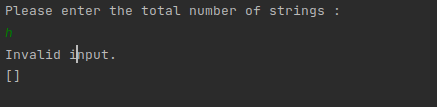 Please enter the total number of strings :
h
Invalid input.
[]